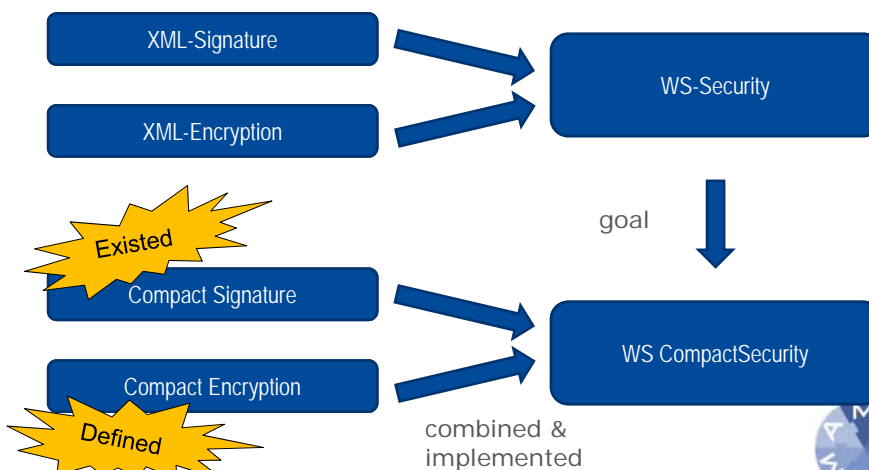 XML-Signature
WS-Security
XML-Encryption
goal
Existed
Compact Signature
WS CompactSecurity
Compact Encryption
Defined
combined &
implemented